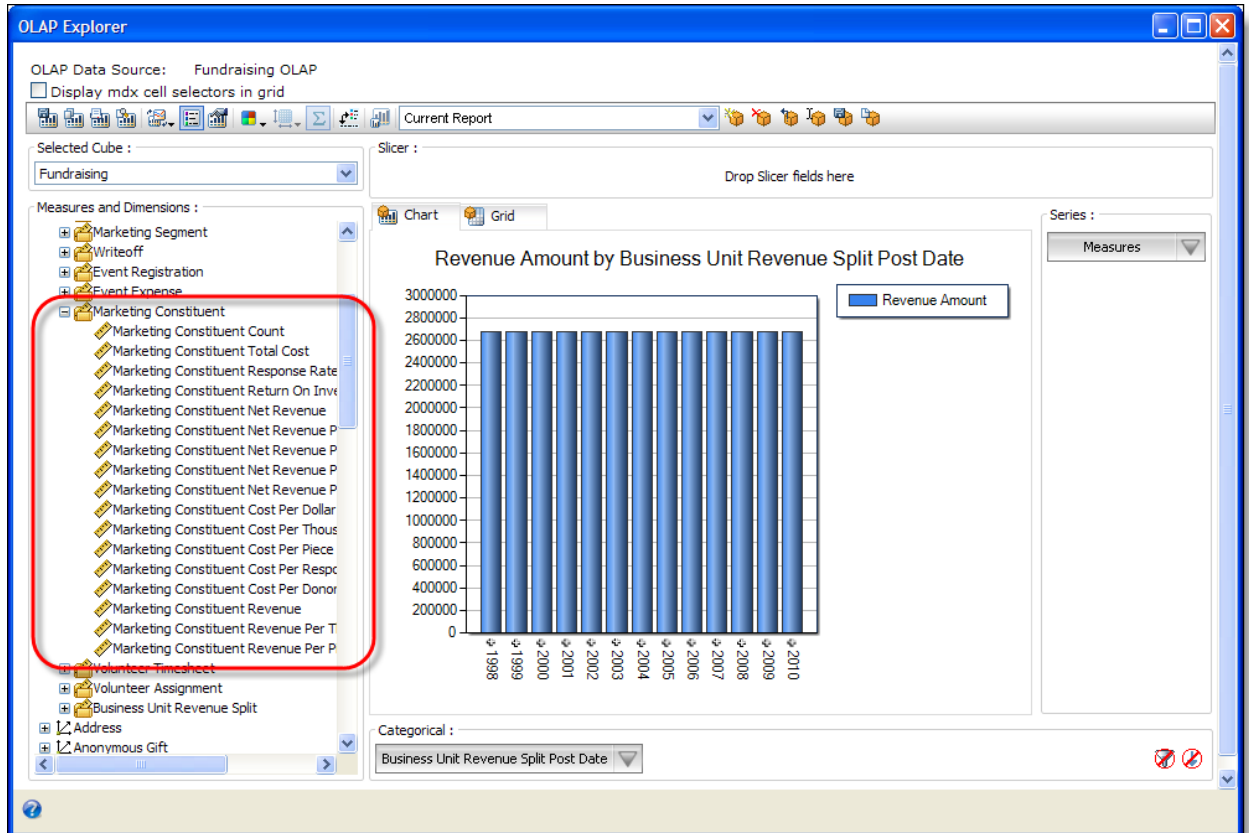 OLAP Explorer
OLAP Data Source: Fundraising OLAP
Display mdx cell selectors in grid
Current Report
Selected Cube :
Fundraising
Slicer :
Drop Slicer fields here
Measures and Dimensions :
Marketing Segment
Writeoff
Event Registration
Event Expense
Marketing Constituent
Marketing Constituent Count
Marketing Constituent Total Cost
Marketing Constituent Response Rate
Marketing Constituent Return On Inve
Marketing Constituent Net Revenue
Marketing Constituent Net Revenue P
Marketing Constituent Net Revenue P
Marketing Constituent Net Revenue P
Marketing Constituent Net Revenue P
Marketing Constituent Cost Per Dollar
Marketing Constituent Cost Per Thous
Marketing Constituent Cost Per Piece
Marketing Constituent Cost Per Respo
Marketing Constituent Cost Per Donor
Marketing Constituent Revenue
Marketing Constituent Revenue Per T
Marketing Constituent Revenue Per P
Volunteer Timesheet
Volunteer Assignment
Business Unit Revenue Split
Address
Anonymous Gift
Chart
Grid
Revenue Amount by Business Unit Revenue Split Post Date
Revenue Amount
3000000
2800000
2600000
2400000
2200000
2000000
1800000
1600000
1400000
1200000
1000000
800000
600000
400000
200000
0
1998
1999
2000
2001
2002
2003
2004
2005
2006
2007
2008
2009
2010
Series :
Measures
Categorical :
Business Unit Revenue Split Post Date